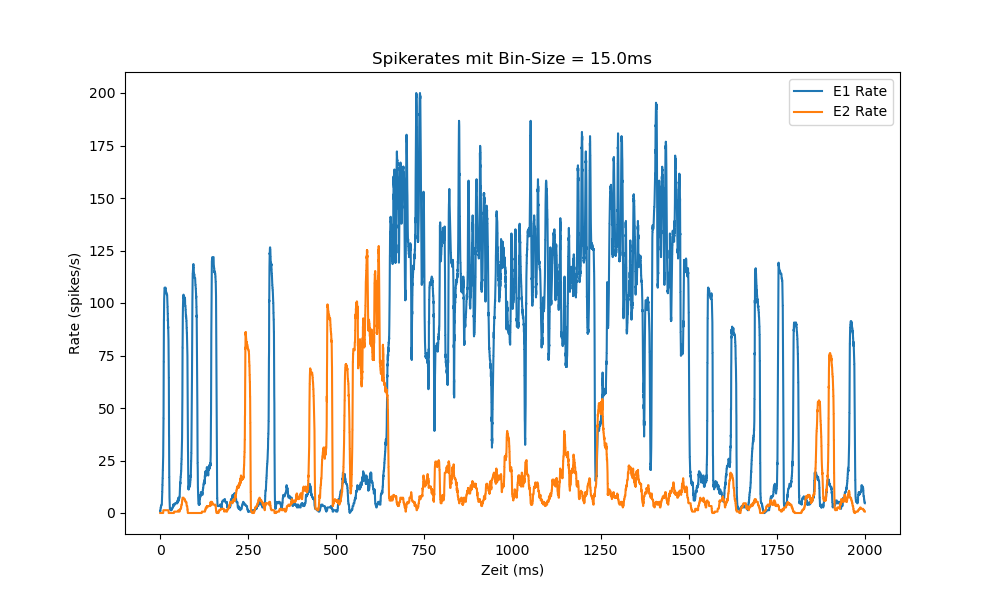 Spikerates mit Bin-Size = 15.0ms
E1 Rate
E2 Rate
200
175
150
125
100
75
50
25
0
Rate (spikes/s)
0 250 500 750 1000 1250 1500 1750 2000
Zeit (ms)